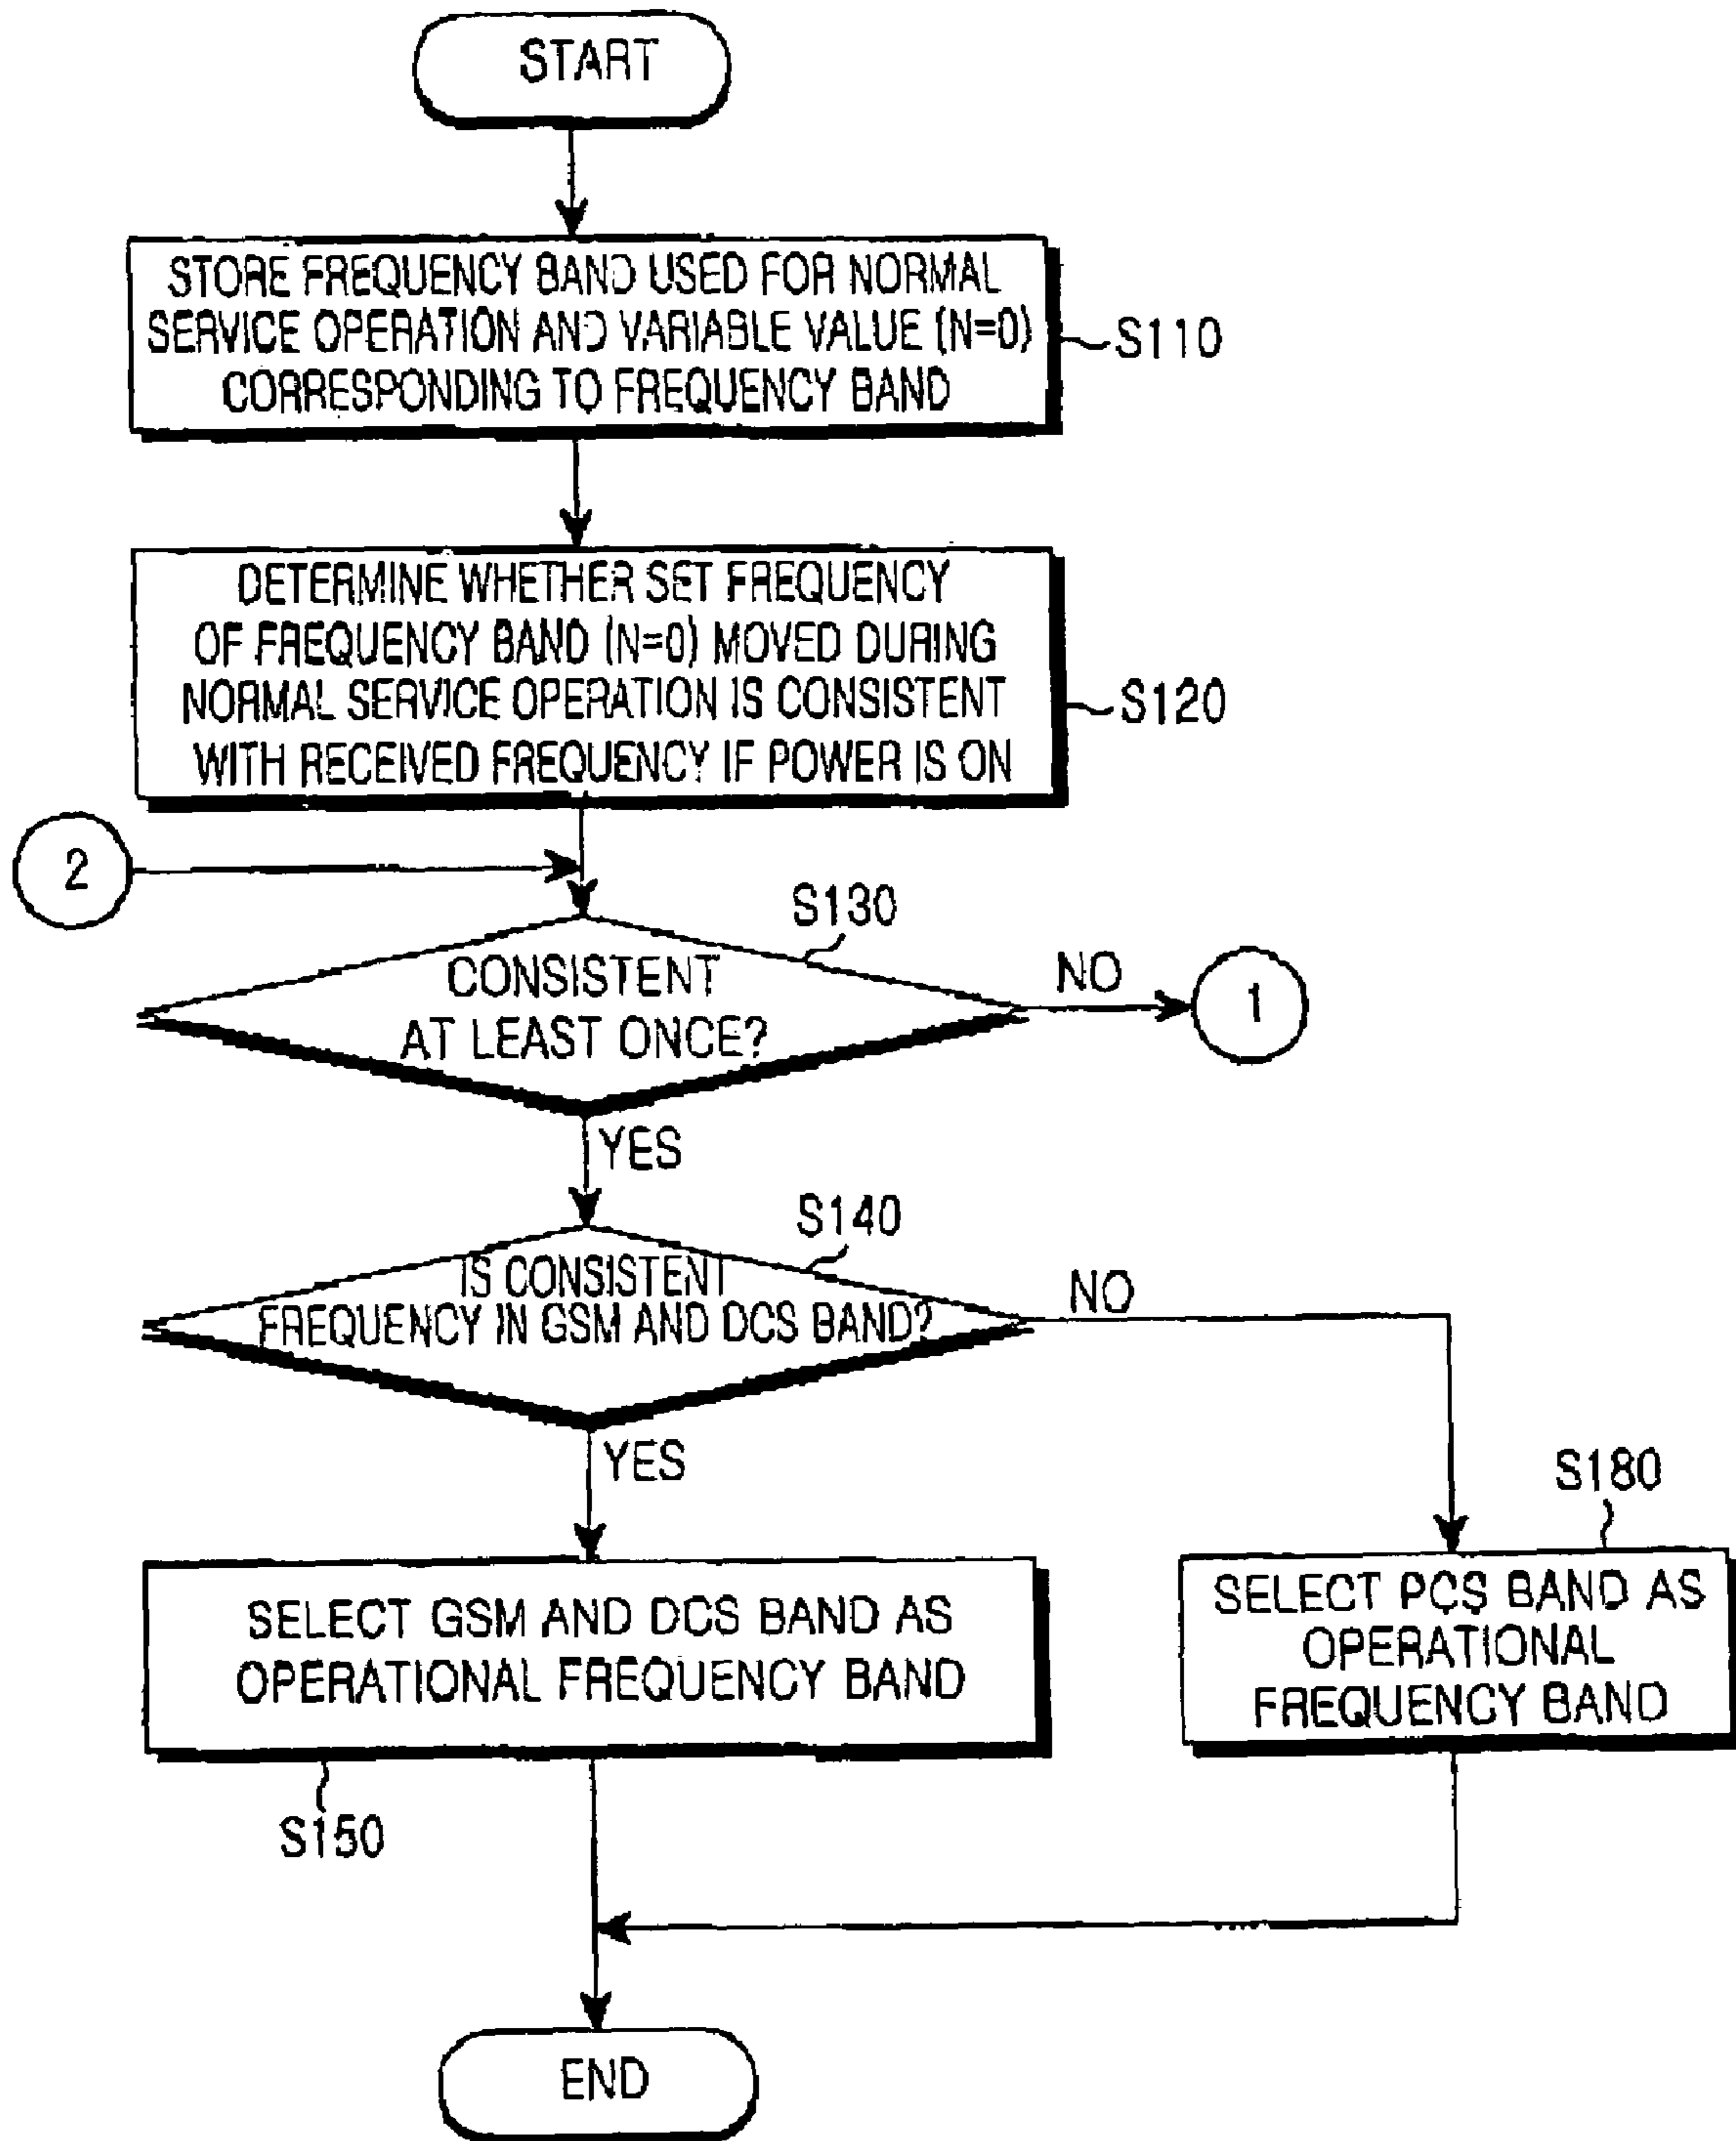 START
STORE FREQUENCY BAND USED FOR NORMAL
SERVICE OPERATION AND VARIABLE VALUE (N=0)
CORRESPONDING TO FREQUENCY BAND
S110
DETERMINE WHETHER SET FREQUENCY
OF FREQUENCY BAND (N=0) MOVED DURING
NORMAL SERVICE OPERATION IS CONSISTENT
WITH RECEIVED FREQUENCY IF POWER IS ON
S120
2
S130
CONSISTENT
AT LEAST ONCE?
NO
1
YES
S140
IS CONSISTENT
FREQUENCY IN GSM AND DCS BAND?
NO
YES
S180
SELECT GSM AND DCS BAND AS
OPERATIONAL FREQUENCY BAND
SELECT PCS BAND AS
OPERATIONAL
FREQUENCY BAND
S150
END